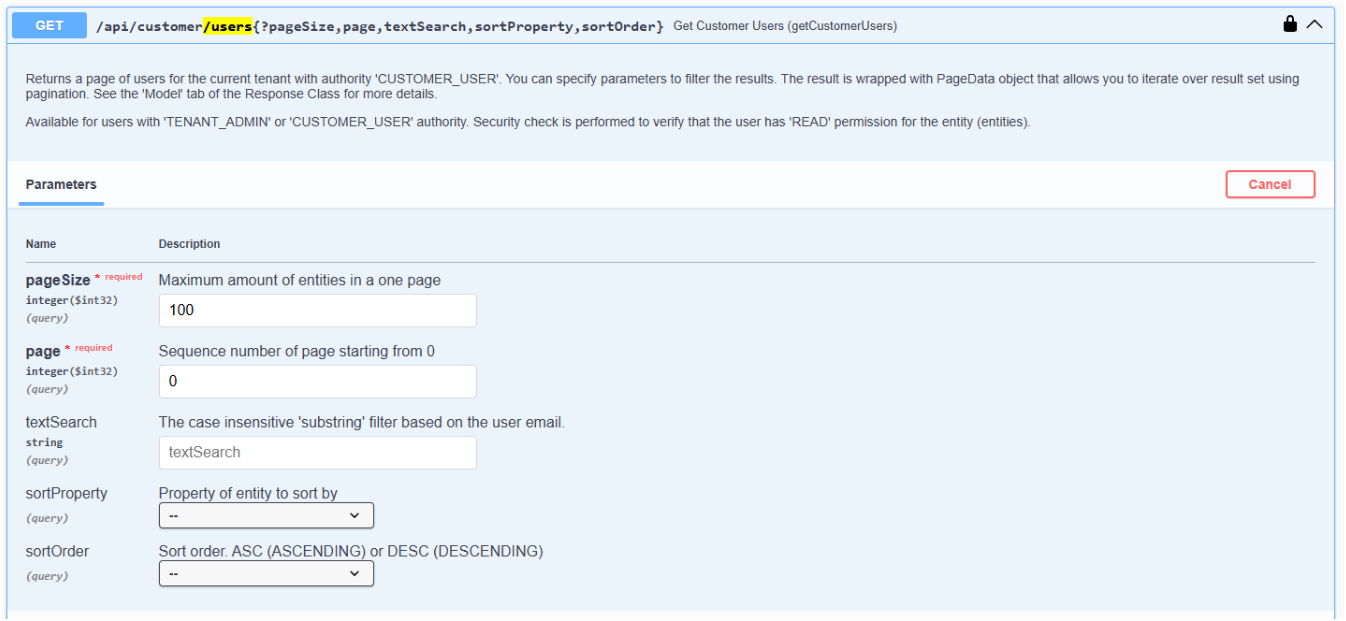 GET /api/customer/users{?pageSize,page,textSearch,sortProperty,sortOrder} Get Customer Users (getCustomerUsers)
Returns a page of users for the current tenant with authority 'CUSTOMER_USER'. You can specify parameters to filter the results. The result is wrapped with PageData object that allows you to iterate over result set using
pagination. See the 'Model' tab of the Response Class for more details.
Available for users with 'TENANT_ADMIN' or 'CUSTOMER_USER' authority. Security check is performed to verify that the user has 'READ' permission for the entity (entities).
Parameters Cancel
Name Description
pageSize * required Maximum amount of entities in a one page
integer($int32)
(query)
100
page * required Sequence number of page starting from 0
integer($int32)
(query)
0
textSearch The case insensitive 'substring' filter based on the user email.
string
(query)
textSearch
sortProperty Property of entity to sort by
(query)
--
sortOrder Sort order. ASC (ASCENDING) or DESC (DESCENDING)
(query)
--